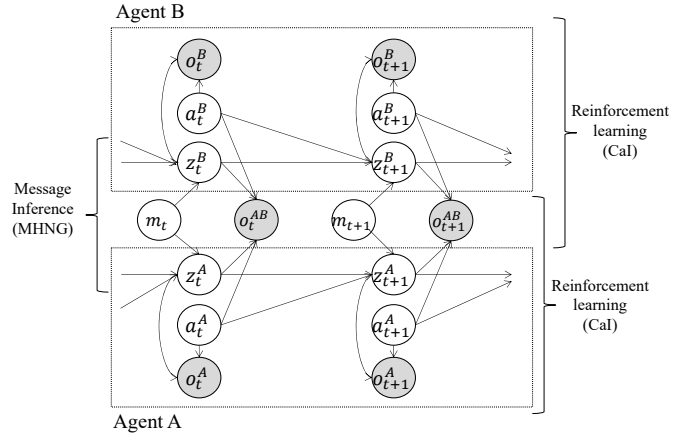 Agent B
o_t^B
o_{t+1}^B
a_t^B
a_{t+1}^B
z_t^B
z_{t+1}^B
Reinforcement
learning
(CaI)
Message
Inference
(MHNG)
m_t
o_t^{AB}
m_{t+1}
o_{t+1}^{AB}
z_t^A
z_{t+1}^A
a_t^A
a_{t+1}^A
o_t^A
o_{t+1}^A
Reinforcement
learning
(CaI)
Agent A